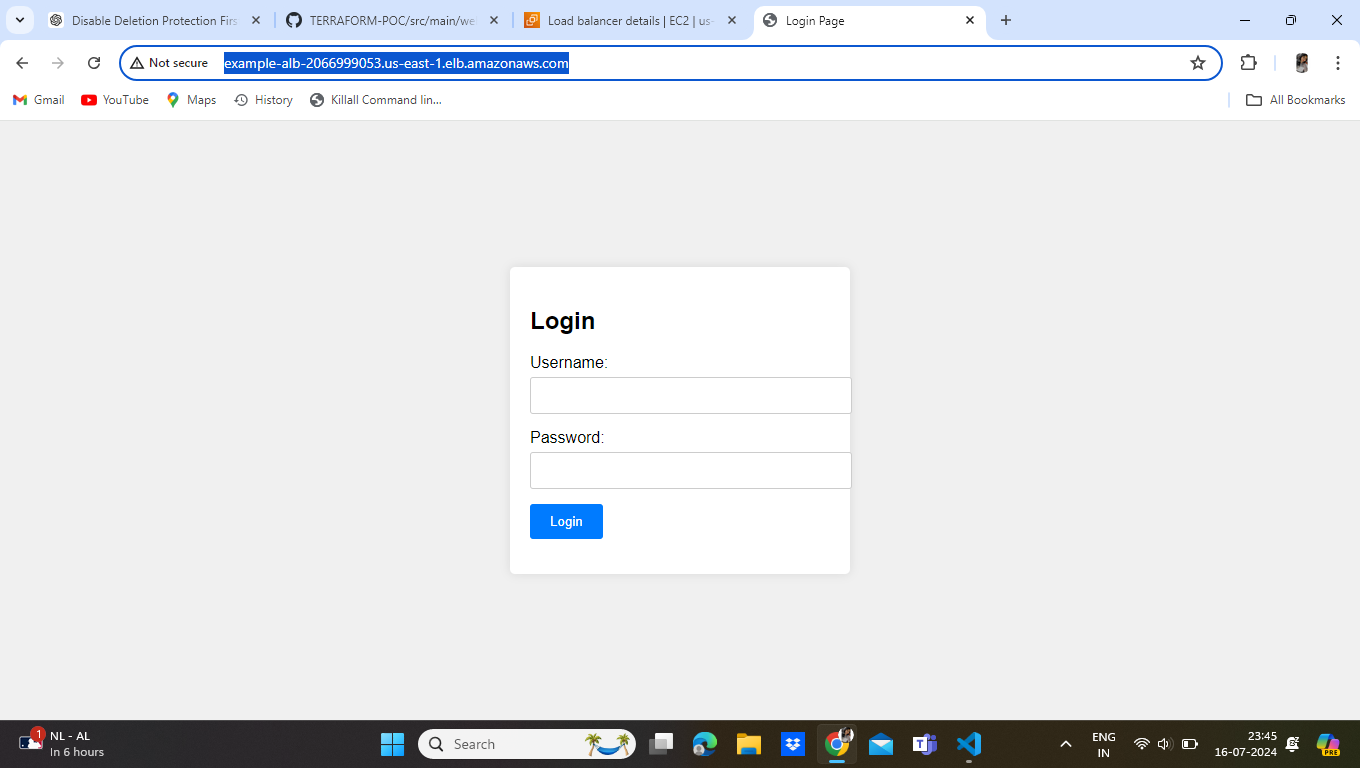 Disable Deletion Protection Firs
TERRAFORM-POC/src/main/we
Load balancer details | EC2 | us-
Login Page
Not secure
example-alb-2066999053.us-east-1.elb.amazonaws.com
Gmail
YouTube
Maps
History
Killall Command lin...
All Bookmarks
Login
Username:
Password:
Login
1
NL - AL
In 6 hours
Search
ENG
IN
23:45
16-07-2024
PRE